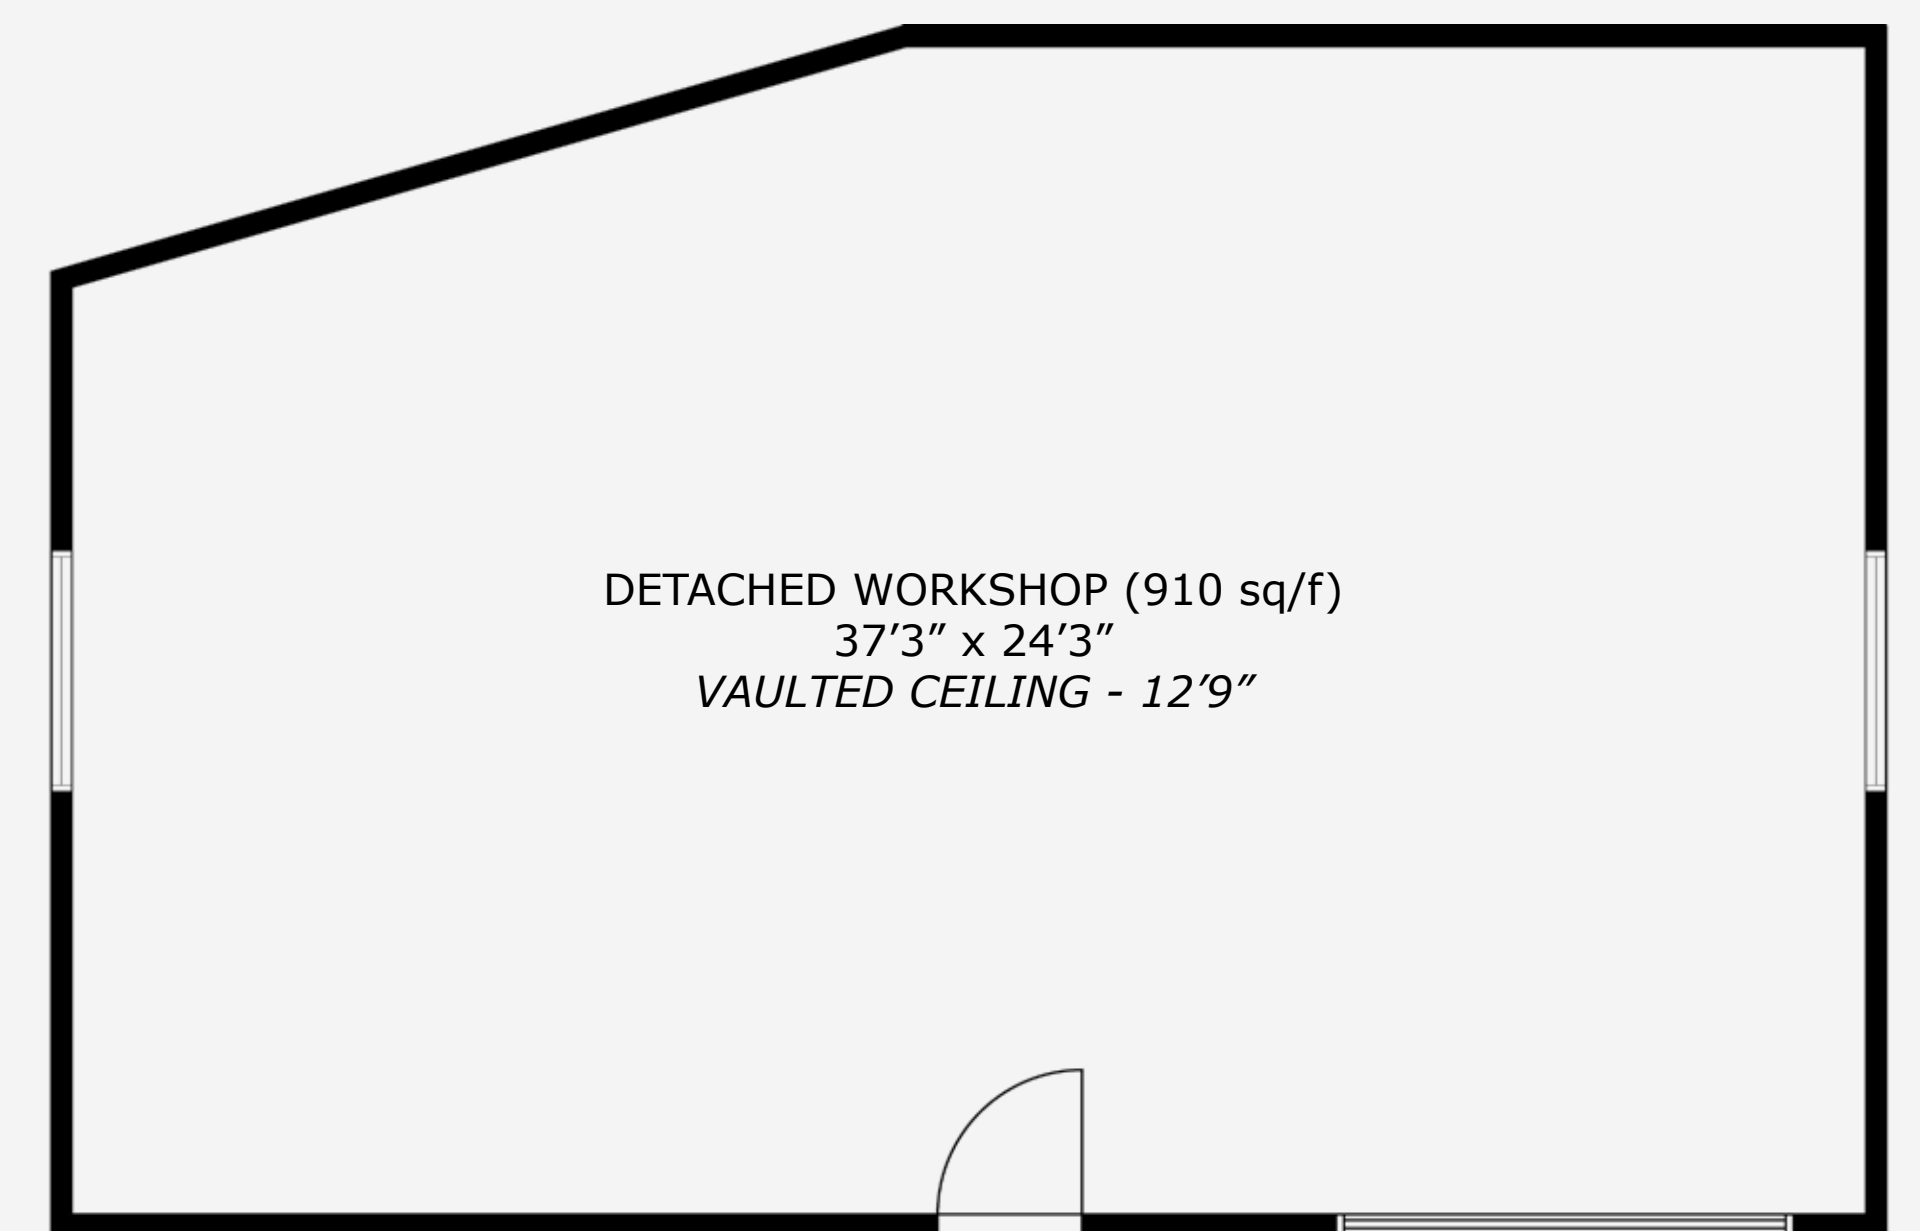 DETACHED WORKSHOP (910 sq/f)
37′3″ x 24′3″
VAULTED CEILING - 12′9″